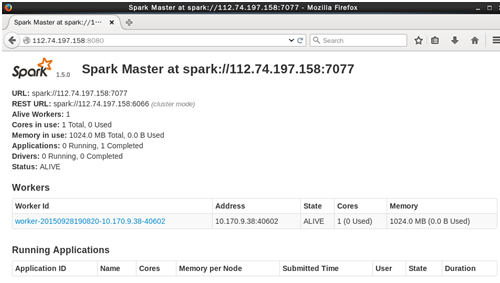 Spark Master at spark://112.74.197.158:7077 - Mozilla Firefox
Spark Master at spark://1...
112.74.197.158:8080
Search
Spark 1.5.0 Spark Master at spark://112.74.197.158:7077
URL: spark://112.74.197.158:7077
REST URL: spark://112.74.197.158:6066 (cluster mode)
Alive Workers: 1
Cores in use: 1 Total, 0 Used
Memory in use: 1024.0 MB Total, 0.0 B Used
Applications: 0 Running, 1 Completed
Drivers: 0 Running, 0 Completed
Status: ALIVE
Workers
Worker Id Address State Cores Memory
worker-20150928190820-10.170.9.38-40602 10.170.9.38:40602 ALIVE 1 (0 Used) 1024.0 MB (0.0 B Used)
Running Applications
Application ID Name Cores Memory per Node Submitted Time User State Duration